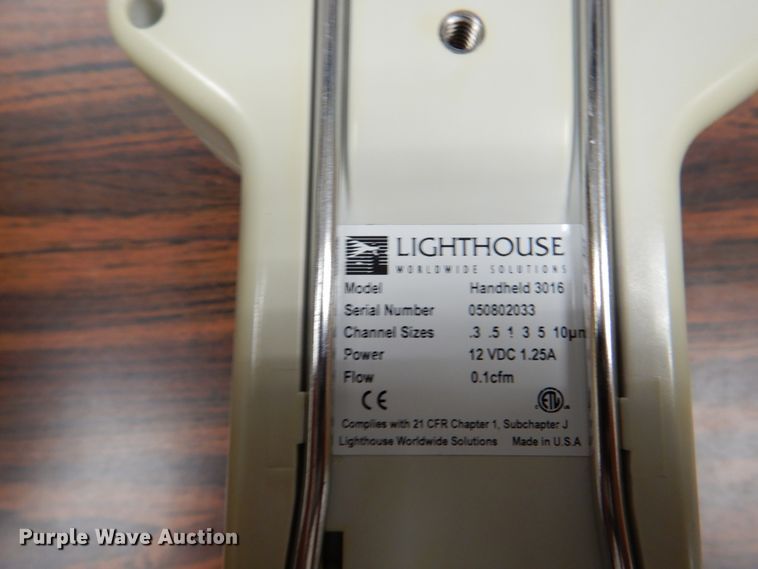 LIGHTHOUSE
WORLDWIDE SOLUTIONS
Model Handheld 3016
Serial Number 050802033
Channel Sizes .3 .5 1 3 5 10µm
Power 12 VDC 1.25A
Flow 0.1cfm
CE ETL
Complies with 21 CFR Chapter 1, Subchapter J
Lighthouse Worldwide Solutions Made in U.S.A
Purple Wave Auction®